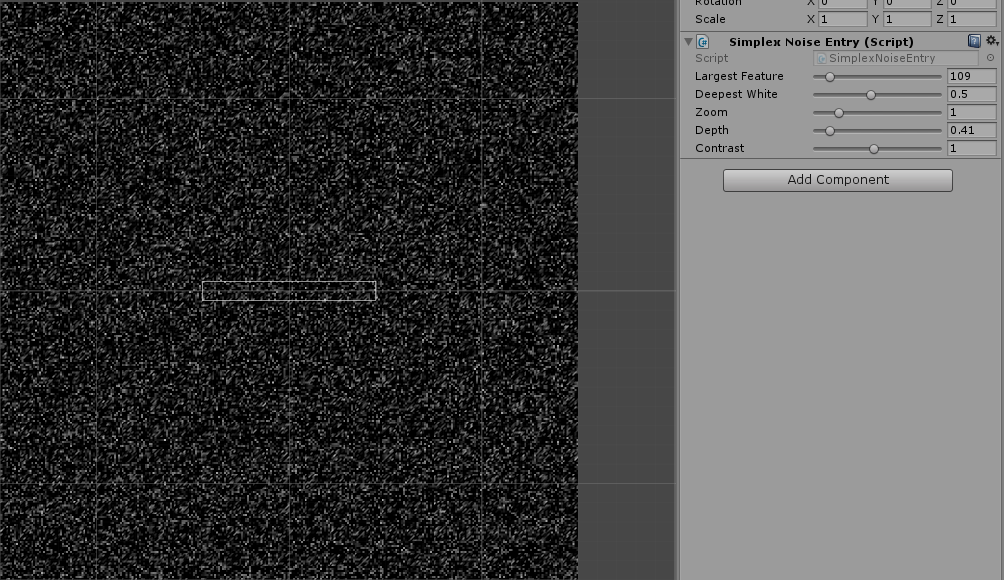 Rotation X 0 Y 0 Z 0
Scale X 1 Y 1 Z 1
Simplex Noise Entry (Script)
Script SimplexNoiseEntry
Largest Feature 109
Deepest White 0.5
Zoom 1
Depth 0.41
Contrast 1
Add Component